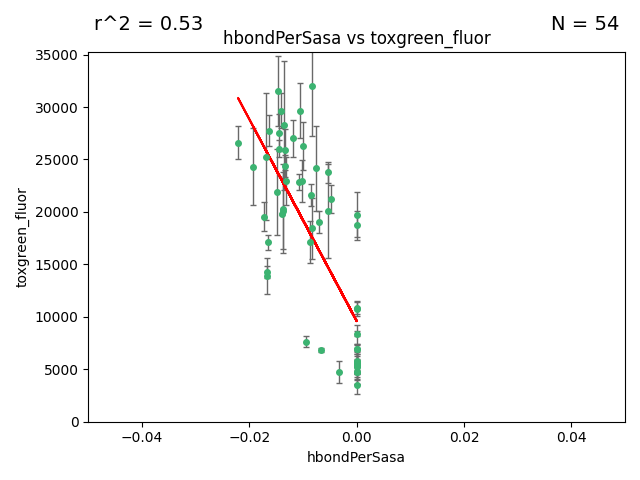 r^2 = 0.53
N = 54
hbondPerSasa vs toxgreen_fluor
35000
30000
25000
20000
15000
10000
5000
0
toxgreen_fluor
−0.04
−0.02
0.00
0.02
0.04
hbondPerSasa